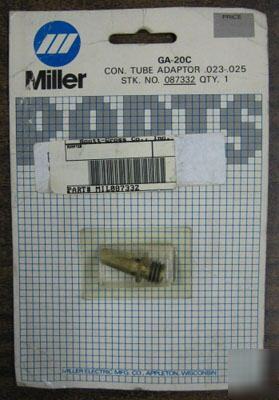 PRICE
Miller
GA-20C
CON. TUBE ADAPTOR .023-.025
STK. NO. 087332 QTY. 1
PARTS
PART# MIL087332
MILLER ELECTRIC MFG. CO., APPLETON, WISCONSIN